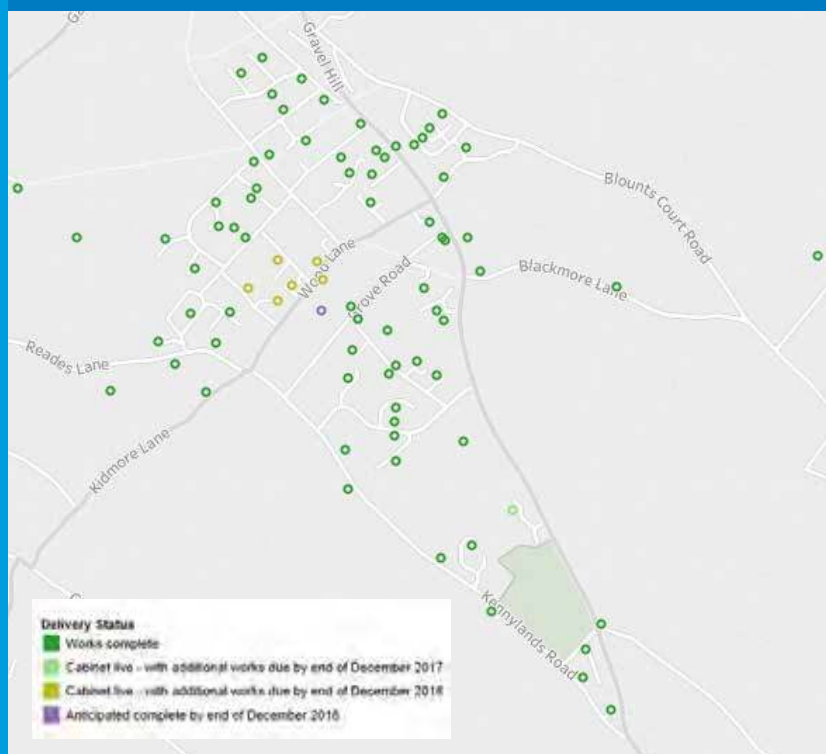 Gravel Hill
Blounts Court Road
Wood Lane
Grove Road
Blackmore Lane
Reades Lane
Kidmore Lane
Kennylands Road
Delivery Status
Works complete
Cabinet live - with additional works due by end of December 2017
Cabinet live - with additional works due by end of December 2018
Anticipated complete by end of December 2018